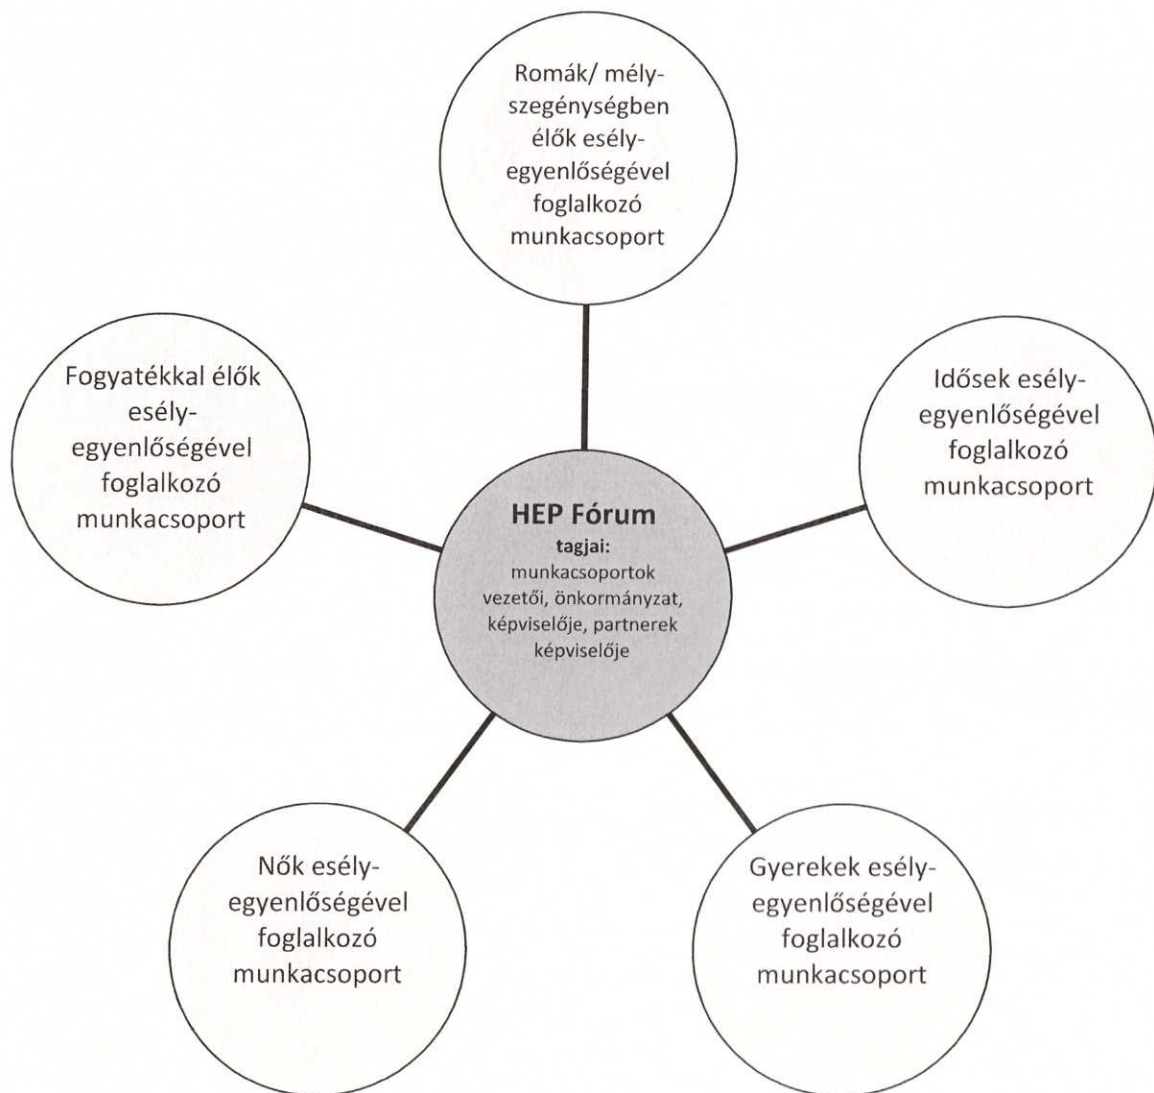 Romák/ mély-
szegénységben
élők esély-
egyenlőségével
foglalkozó
munkacsoport
Fogyatékkal élők
esély-
egyenlőségével
foglalkozó
munkacsoport
Idősek esély-
egyenlőségével
foglalkozó
munkacsoport
HEP Fórum
tagjai:
munkacsoportok
vezetői, önkormányzat,
képviselője, partnerek
képviselője
Nők esély-
egyenlőségével
foglalkozó
munkacsoport
Gyerekek esély-
egyenlőségével
foglalkozó
munkacsoport